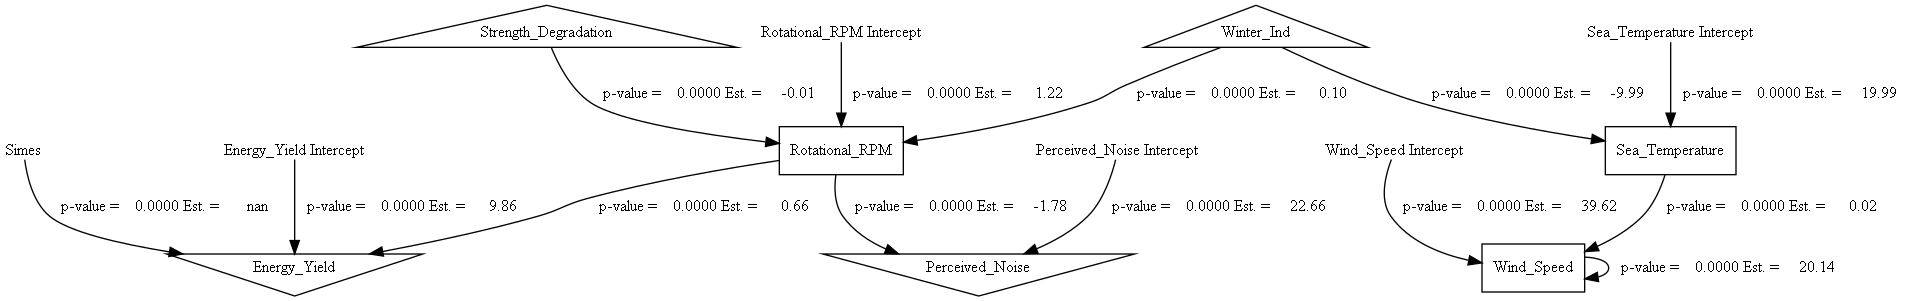 Strength_Degradation
Rotational_RPM Intercept
Winter_Ind
Sea_Temperature Intercept
p-value = 0.0000 Est. = -0.01
p-value = 0.0000 Est. = 1.22
p-value = 0.0000 Est. = 0.10
p-value = 0.0000 Est. = -9.99
p-value = 0.0000 Est. = 19.99
Simes
Energy_Yield Intercept
Rotational_RPM
Perceived_Noise Intercept
Wind_Speed Intercept
Sea_Temperature
p-value = 0.0000 Est. = nan
p-value = 0.0000 Est. = 9.86
p-value = 0.0000 Est. = 0.66
p-value = 0.0000 Est. = -1.78
p-value = 0.0000 Est. = 22.66
p-value = 0.0000 Est. = 39.62
p-value = 0.0000 Est. = 0.02
Energy_Yield
Perceived_Noise
Wind_Speed
p-value = 0.0000 Est. = 20.14